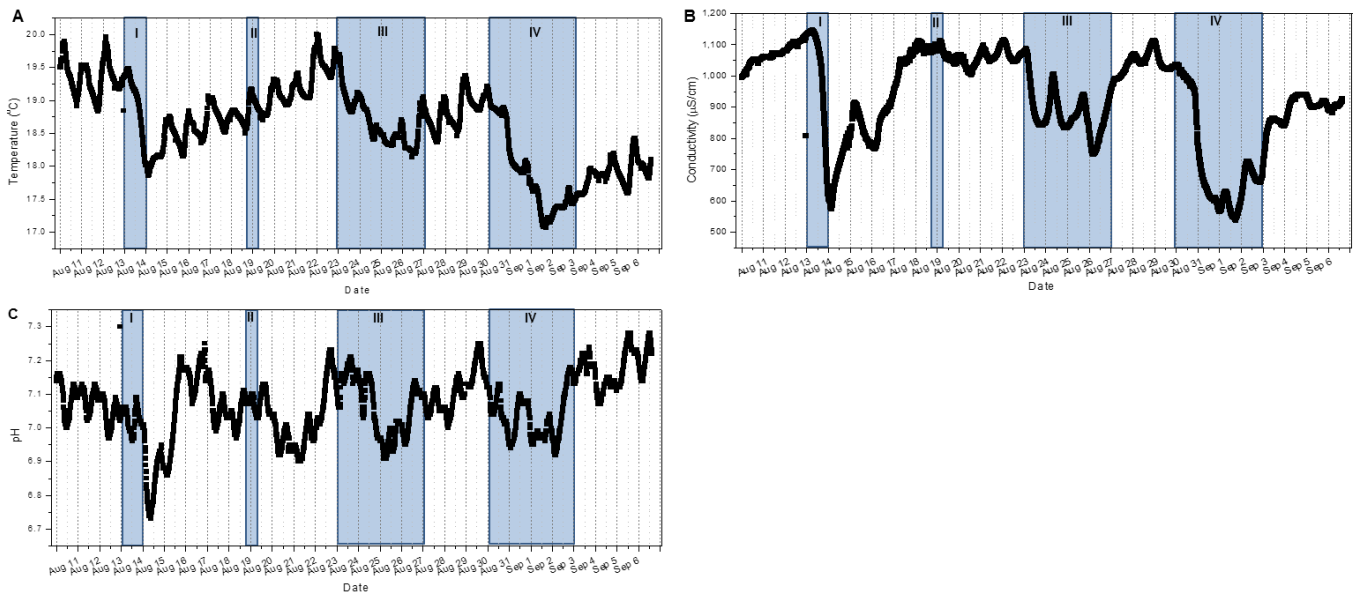 A
I
II
III
IV
20.0
19.5
19.0
18.5
18.0
17.5
17.0
Temperature (°C)
Aug 11
Aug 12
Aug 13
Aug 14
Aug 15
Aug 16
Aug 17
Aug 18
Aug 19
Aug 20
Aug 21
Aug 22
Aug 23
Aug 24
Aug 25
Aug 26
Aug 27
Aug 28
Aug 29
Aug 30
Aug 31
Sep 1
Sep 2
Sep 3
Sep 4
Sep 5
Sep 6
Date
B
I
II
III
IV
1,200
1,100
1,000
900
800
700
600
500
Conductivity (µS/cm)
Aug 11
Aug 12
Aug 13
Aug 14
Aug 15
Aug 16
Aug 17
Aug 18
Aug 19
Aug 20
Aug 21
Aug 22
Aug 23
Aug 24
Aug 25
Aug 26
Aug 27
Aug 28
Aug 29
Aug 30
Aug 31
Sep 1
Sep 2
Sep 3
Sep 4
Sep 5
Sep 6
Date
C
I
II
III
IV
7.3
7.2
7.1
7.0
6.9
6.8
6.7
pH
Aug 11
Aug 12
Aug 13
Aug 14
Aug 15
Aug 16
Aug 17
Aug 18
Aug 19
Aug 20
Aug 21
Aug 22
Aug 23
Aug 24
Aug 25
Aug 26
Aug 27
Aug 28
Aug 29
Aug 30
Aug 31
Sep 1
Sep 2
Sep 3
Sep 4
Sep 5
Sep 6
Date